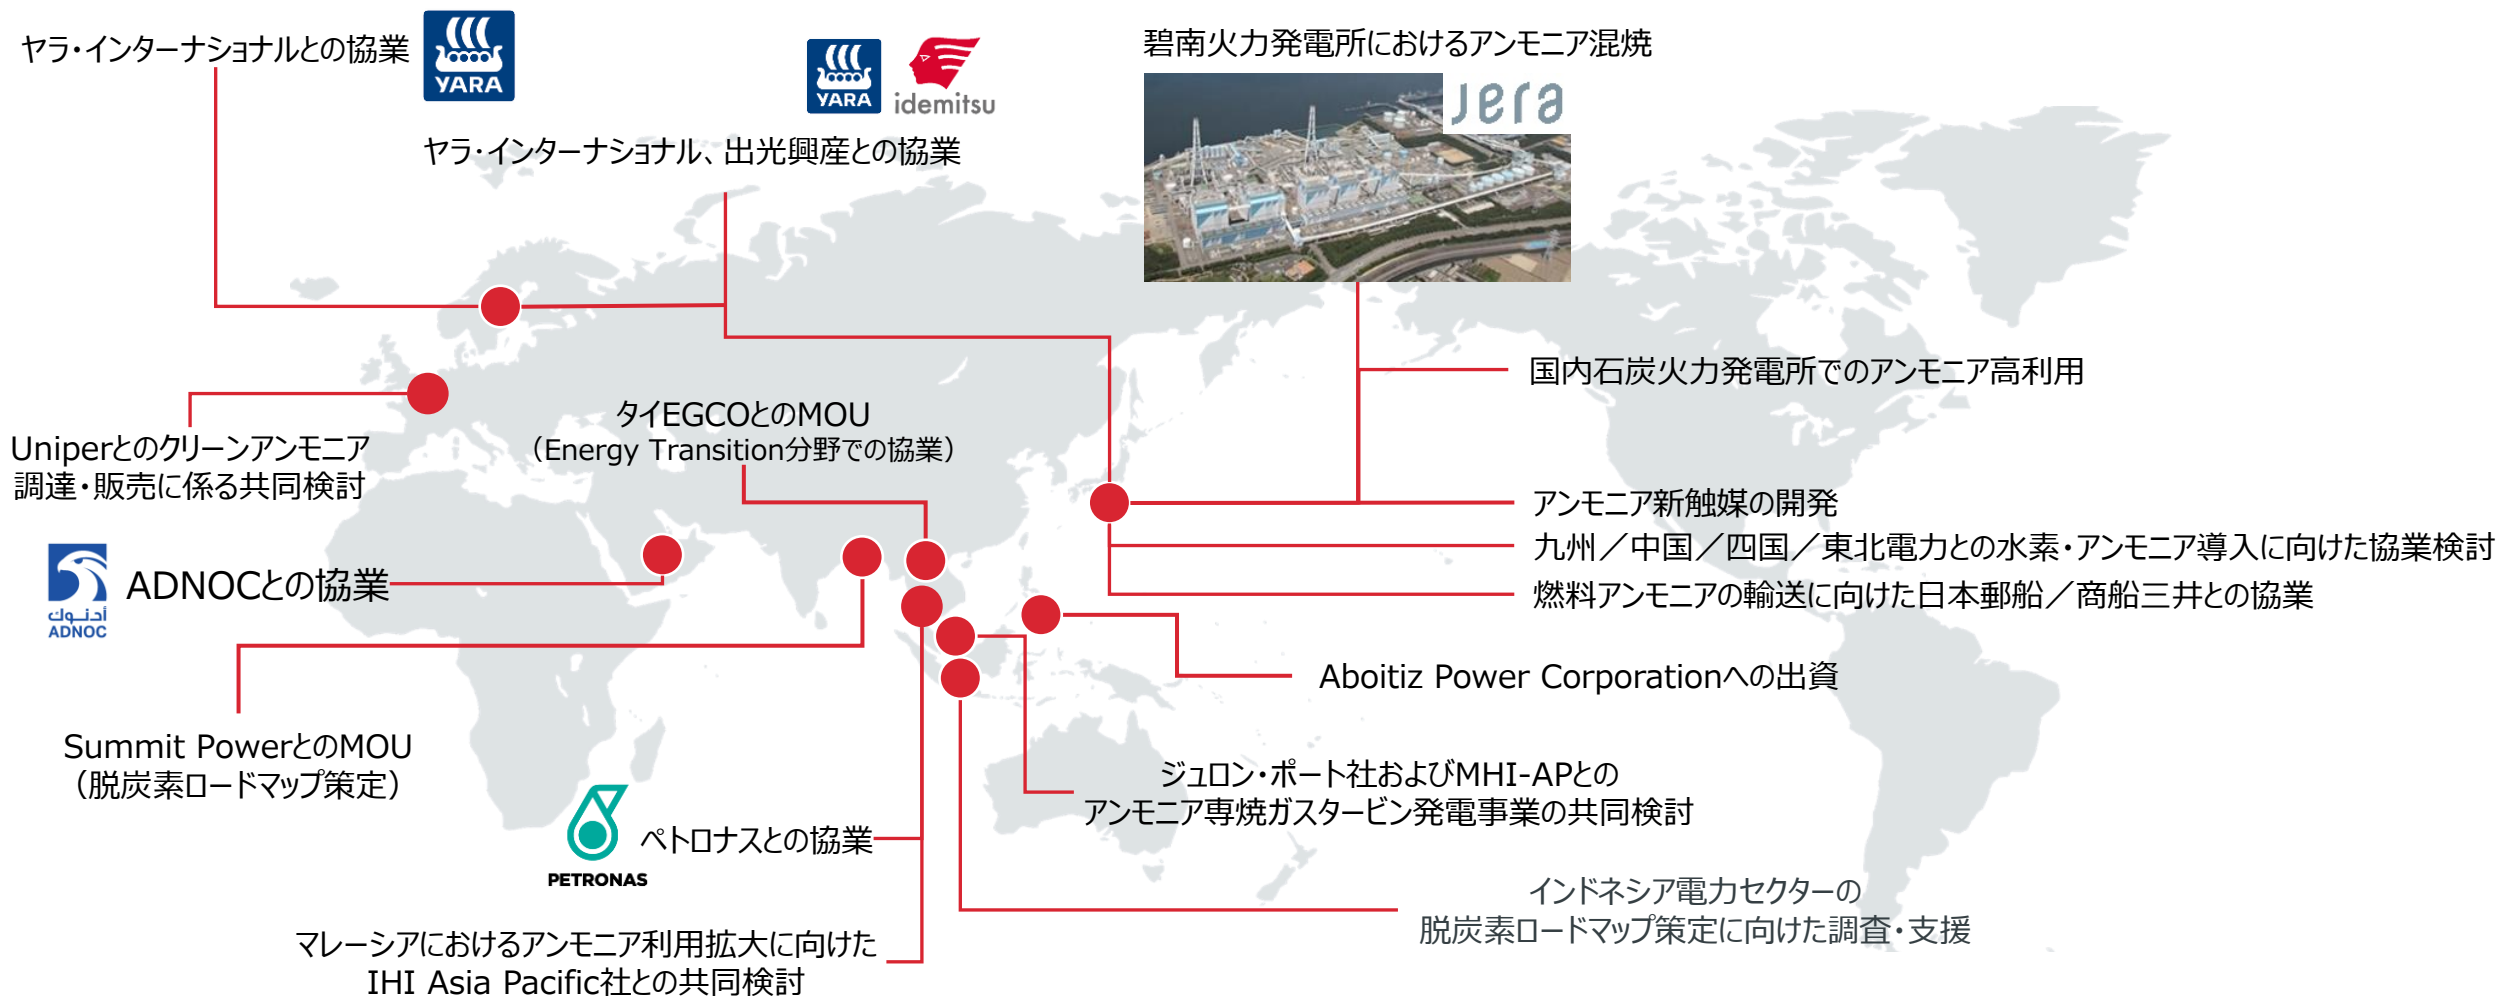 ヤラ・インターナショナルとの協業
YARA
YARA
idemitsu
ヤラ・インターナショナル、出光興産との協業
碧南火力発電所におけるアンモニア混焼
Jera
国内石炭火力発電所でのアンモニア高利用
タイEGCOとのMOU
（Energy Transition分野での協業）
Uniperとのクリーンアンモニア
調達・販売に係る共同検討
アンモニア新触媒の開発
九州／中国／四国／東北電力との水素・アンモニア導入に向けた協業検討
燃料アンモニアの輸送に向けた日本郵船／商船三井との協業
أدنوك
ADNOC
ADNOCとの協業
Aboitiz Power Corporationへの出資
Summit PowerとのMOU
（脱炭素ロードマップ策定）
ジュロン・ポート社およびMHI-APとの
アンモニア専焼ガスタービン発電事業の共同検討
PETRONAS
ペトロナスとの協業
インドネシア電力セクターの
脱炭素ロードマップ策定に向けた調査・支援
マレーシアにおけるアンモニア利用拡大に向けた
IHI Asia Pacific社との共同検討